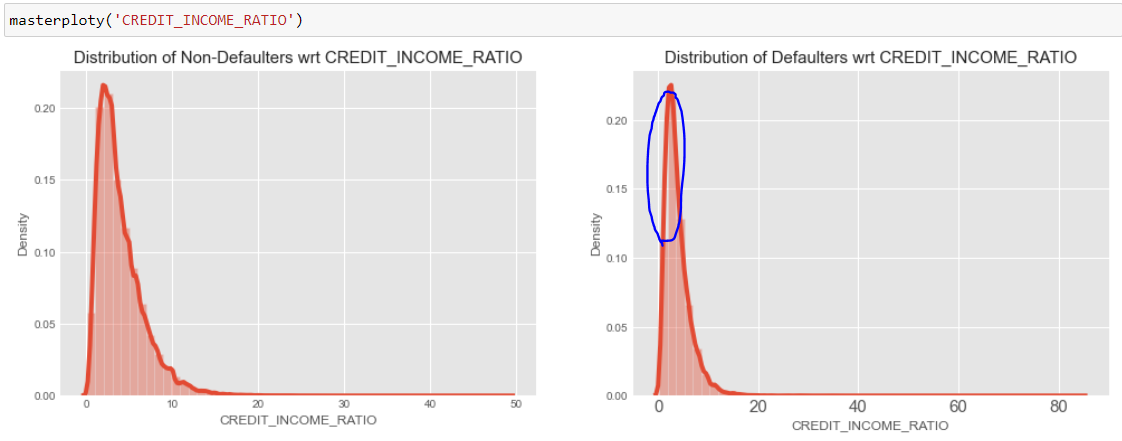 masterploty('CREDIT_INCOME_RATIO')
Distribution of Non-Defaulters wrt CREDIT_INCOME_RATIO
0.20
0.15
0.10
0.05
0.00
Density
0 10 20 30 40 50
CREDIT_INCOME_RATIO
Distribution of Defaulters wrt CREDIT_INCOME_RATIO
0.20
0.15
0.10
0.05
0.00
Density
0 20 40 60 80
CREDIT_INCOME_RATIO